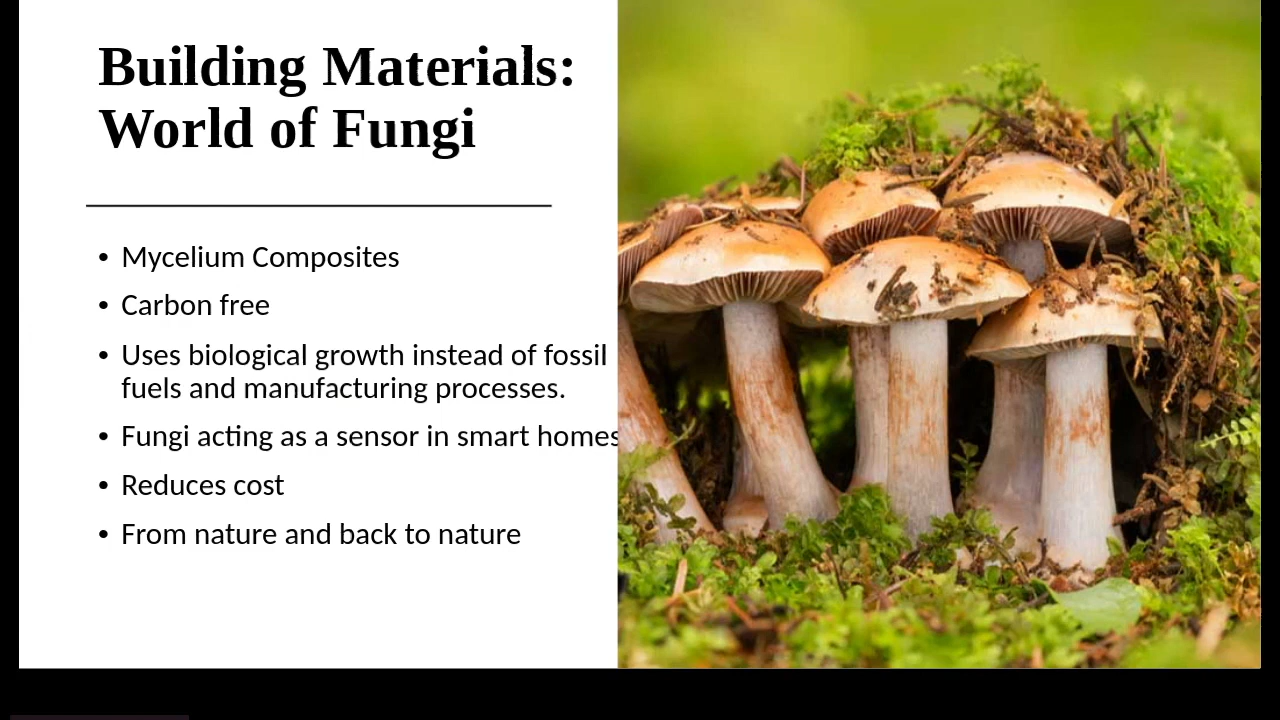 Building Materials:
World of Fungi
• Mycelium Composites
• Carbon free
• Uses biological growth instead of fossil
fuels and manufacturing processes.
• Fungi acting as a sensor in smart homes
• Reduces cost
• From nature and back to nature